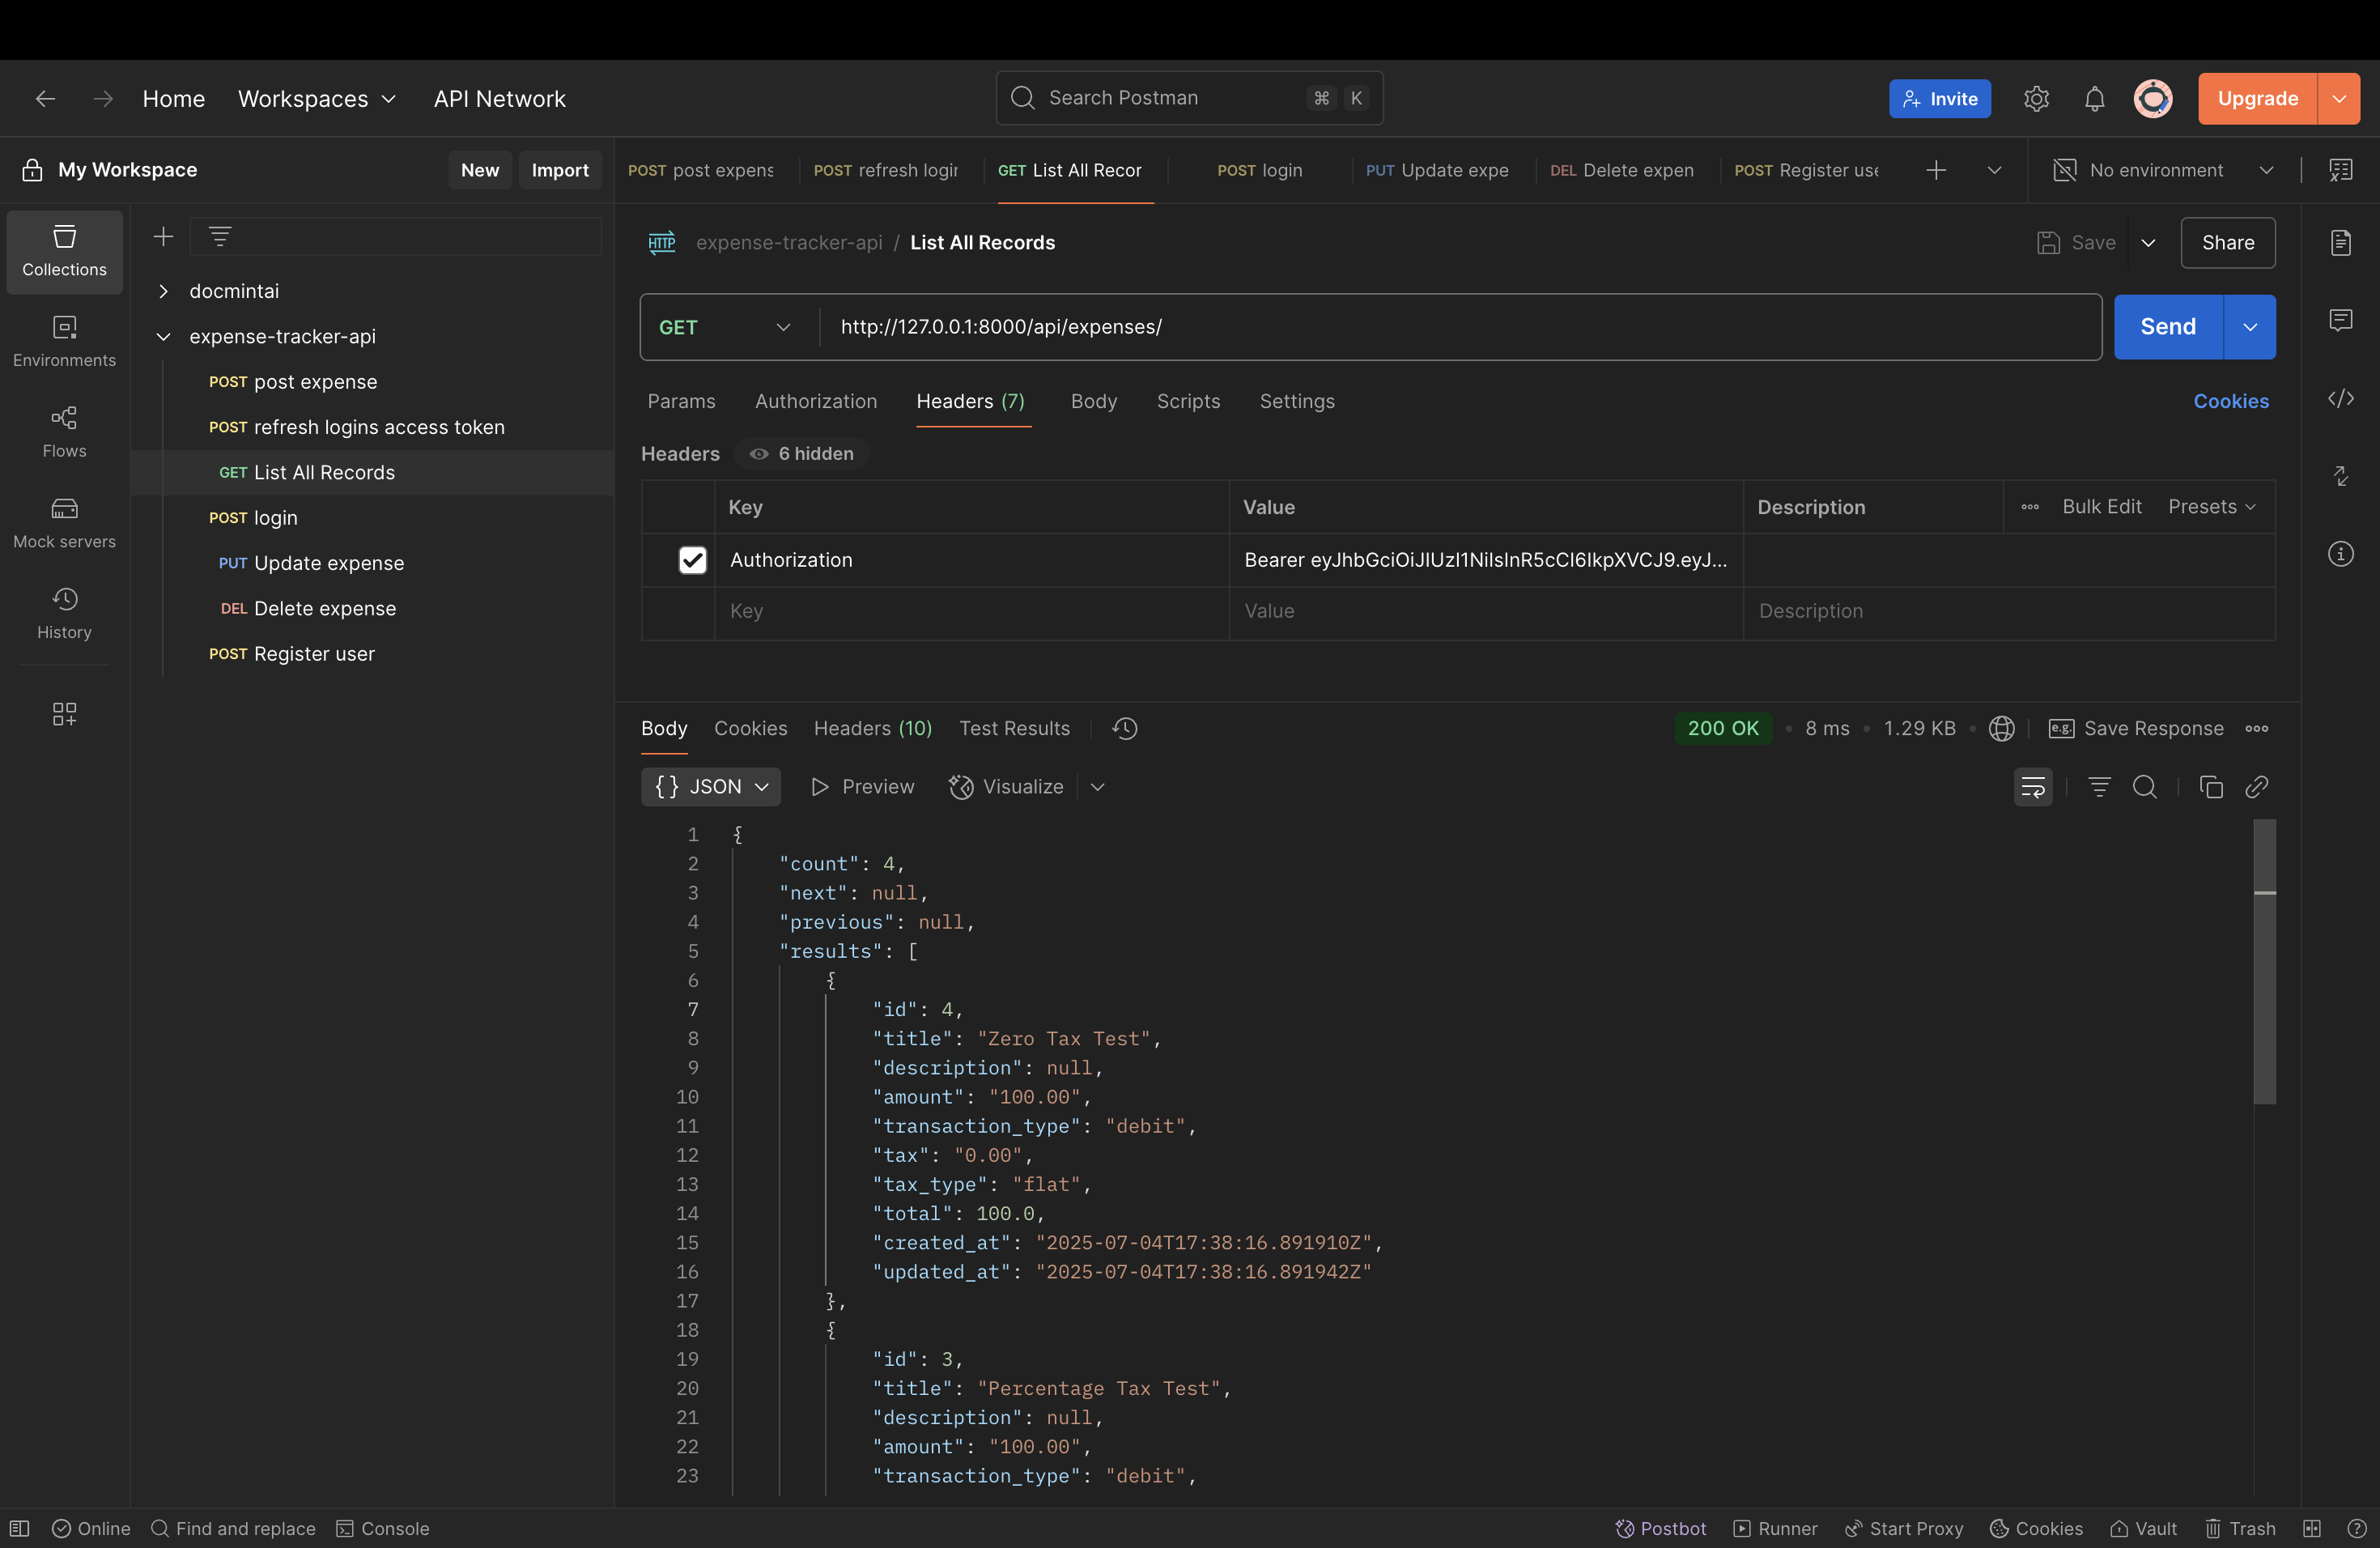 Home Workspaces API Network
Search Postman ⌘ K
Invite Upgrade
My Workspace New Import
POST post expens
POST refresh login
GET List All Recor
POST login
PUT Update expe
DEL Delete expen
POST Register use
No environment
Collections
Environments
Flows
Mock servers
History
docmintai
expense-tracker-api
POST post expense
POST refresh logins access token
GET List All Records
POST login
PUT Update expense
DEL Delete expense
POST Register user
HTTP expense-tracker-api / List All Records
Save Share
GET http://127.0.0.1:8000/api/expenses/ Send
Params Authorization Headers (7) Body Scripts Settings Cookies
Headers 6 hidden
Key Value Description Bulk Edit Presets
Authorization Bearer eyJhbGciOiJIUzI1NiIsInR5cCI6IkpXVCJ9.eyJ...
Key Value Description
Body Cookies Headers (10) Test Results 200 OK • 8 ms • 1.29 KB • e.g. Save Response
{} JSON Preview Visualize
1 {
2 "count": 4,
3 "next": null,
4 "previous": null,
5 "results": [
6 {
7 "id": 4,
8 "title": "Zero Tax Test",
9 "description": null,
10 "amount": "100.00",
11 "transaction_type": "debit",
12 "tax": "0.00",
13 "tax_type": "flat",
14 "total": 100.0,
15 "created_at": "2025-07-04T17:38:16.891910Z",
16 "updated_at": "2025-07-04T17:38:16.891942Z"
17 },
18 {
19 "id": 3,
20 "title": "Percentage Tax Test",
21 "description": null,
22 "amount": "100.00",
23 "transaction_type": "debit",
Online Find and replace Console Postbot Runner Start Proxy Cookies Vault Trash